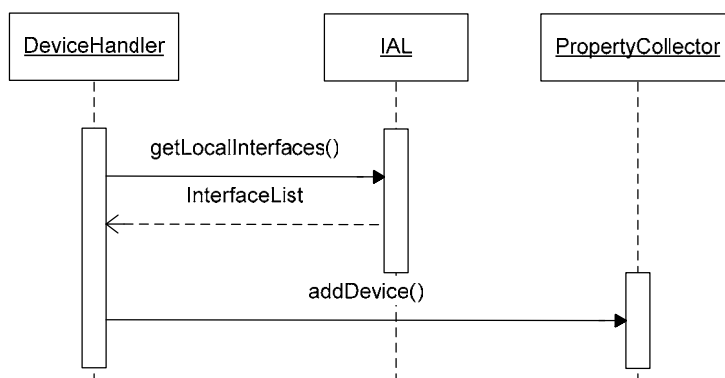 DeviceHandler
IAL
PropertyCollector
getLocalInterfaces()
InterfaceList
addDevice()